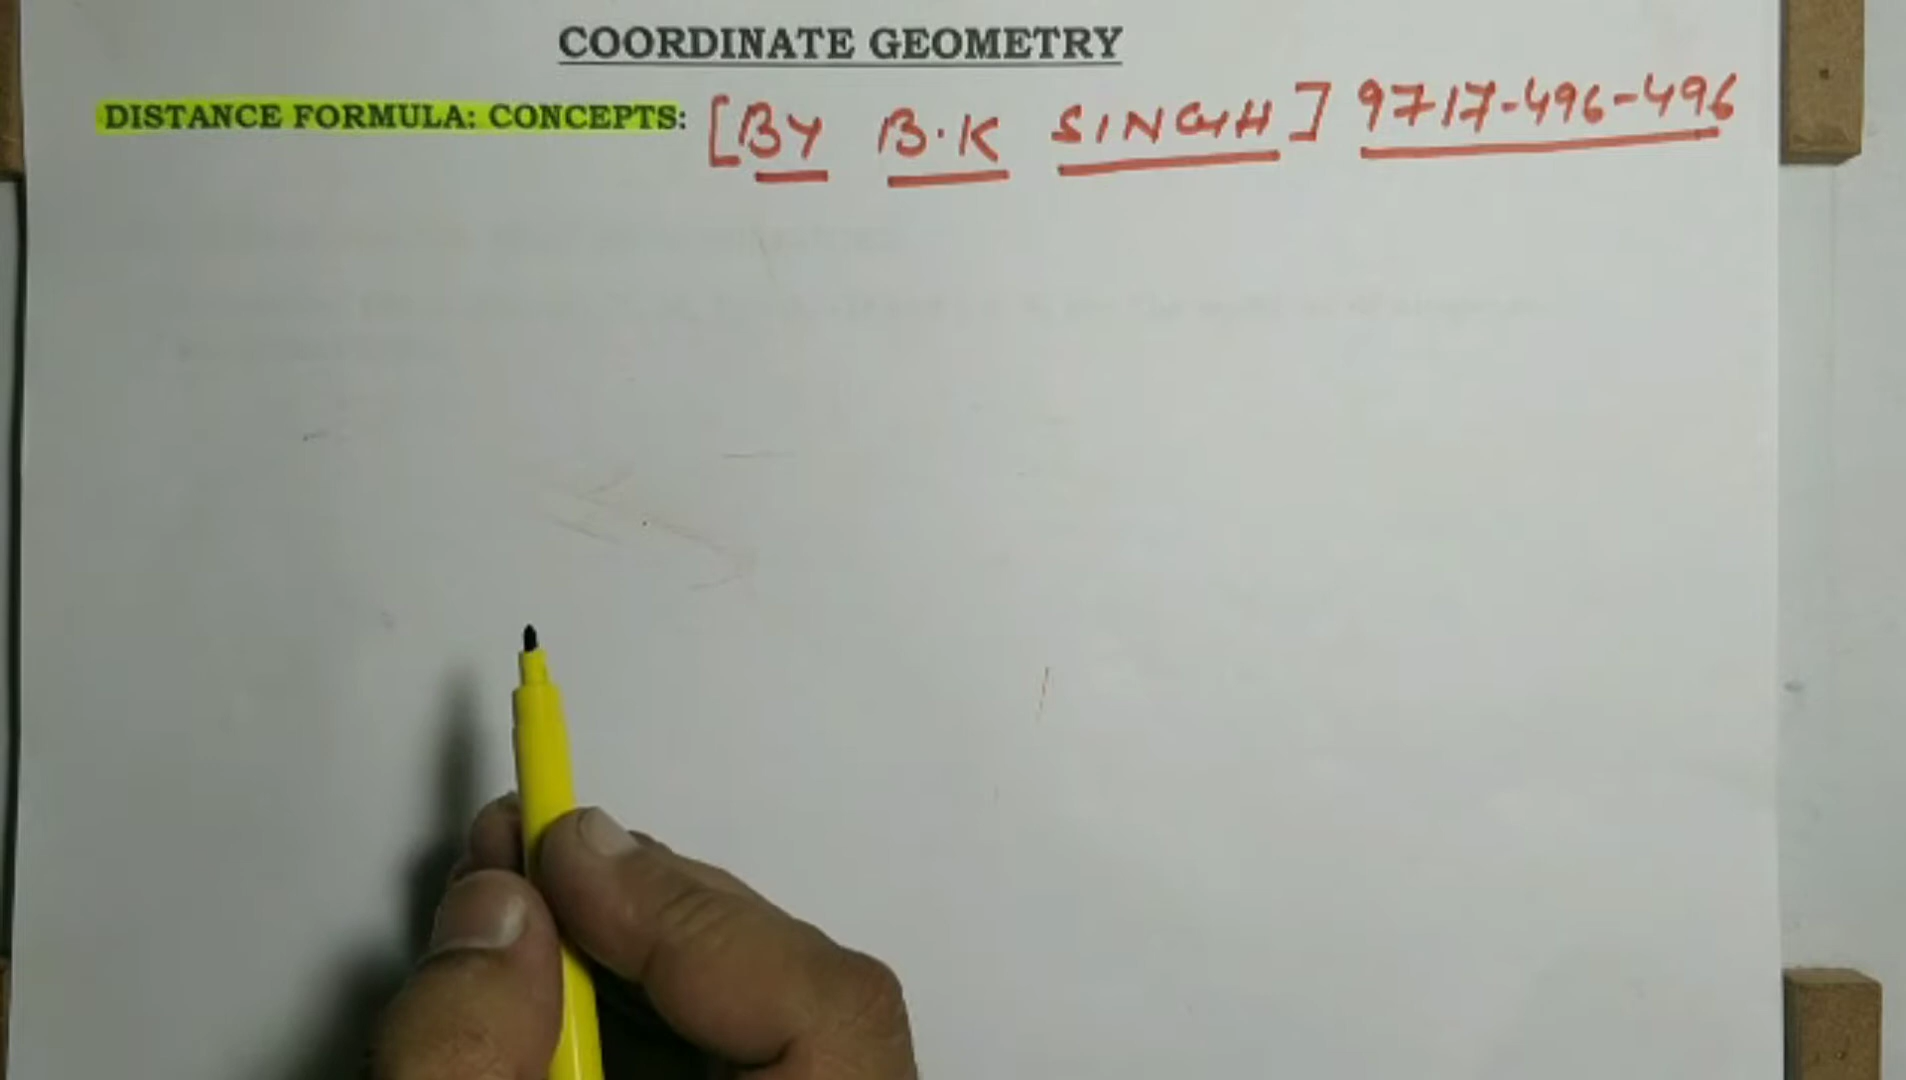 COORDINATE GEOMETRY
DISTANCE FORMULA: CONCEPTS: [BY B.K SINGH] 9717-496-496